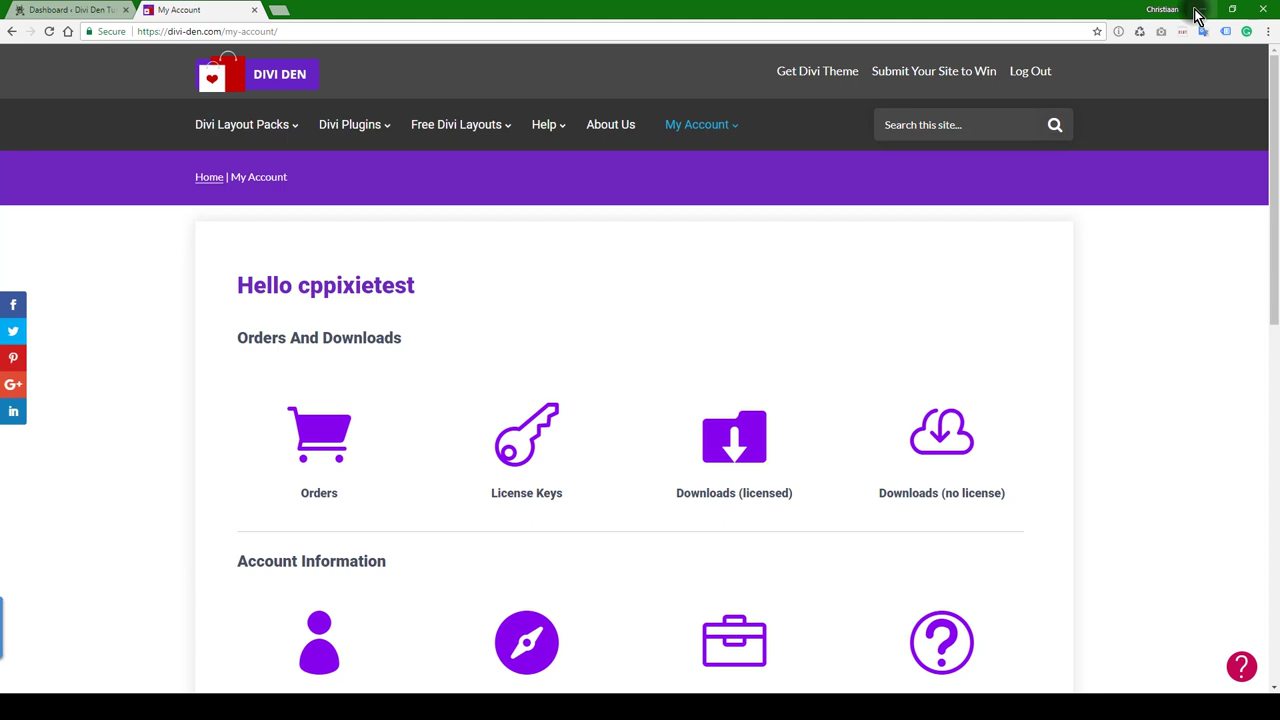 Dashboard ‹ Divi Den Tu
My Account
Christiaan
Secure
https://divi-den.com/my-account/
DIVI DEN
Get Divi Theme
Submit Your Site to Win
Log Out
Divi Layout Packs
Divi Plugins
Free Divi Layouts
Help
About Us
My Account
Search this site...
Home | My Account
Hello cppixietest
Orders And Downloads
Orders
License Keys
Downloads (licensed)
Downloads (no license)
Account Information